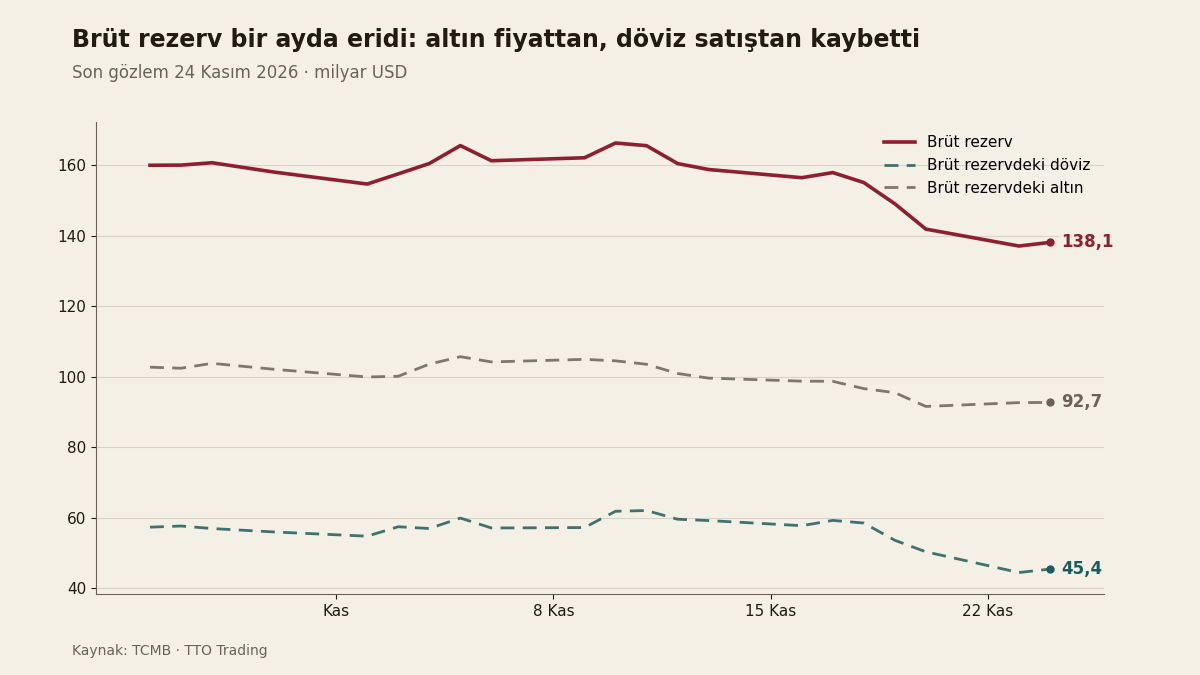 Brüt rezerv bir ayda eridi: altın fiyattan, döviz satıştan kaybetti
Son gözlem 24 Kasım 2026 · milyar USD
Brüt rezerv
Brüt rezervdeki döviz
Brüt rezervdeki altın
160
140
120
100
80
60
40
138,1
92,7
45,4
Kas
8 Kas
15 Kas
22 Kas
Kaynak: TCMB · TTO Trading